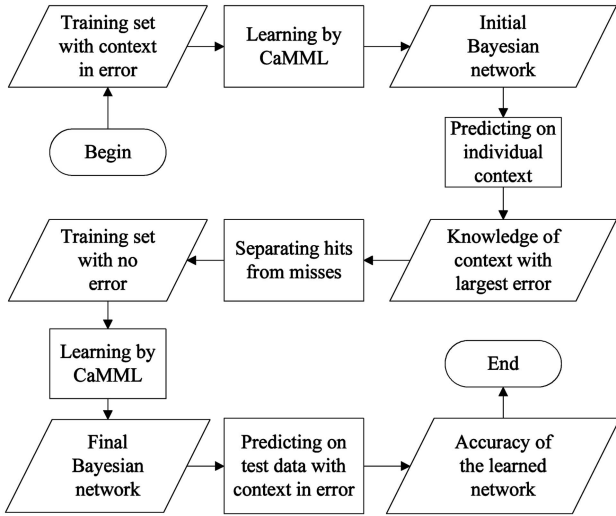 Training set
with context
in error
Learning by
CaMML
Initial
Bayesian
network
Begin
Predicting on
individual
context
Training set
with no
error
Separating hits
from misses
Knowledge of
context with
largest error
Learning by
CaMML
End
Final
Bayesian
network
Predicting on
test data with
context in error
Accuracy of
the learned
network